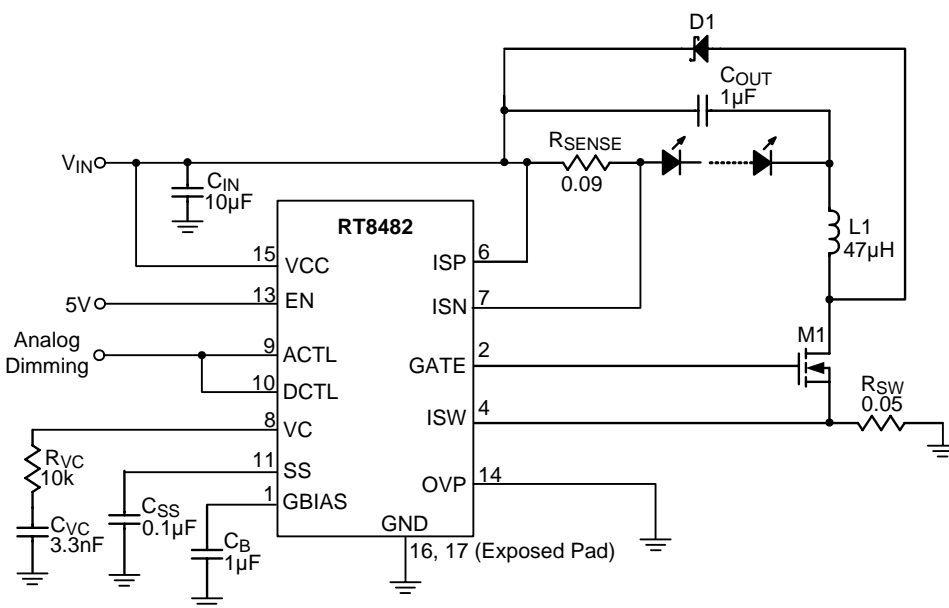 D1
COUT
1µF
RSENSE
0.09
VIN
CIN
10µF
L1
47µH
RT8482
15
VCC
ISP
6
5V
13
EN
ISN
7
Analog
Dimming
9
ACTL
GATE
2
M1
10
DCTL
RSW
0.05
8
VC
ISW
4
RVC
10k
11
SS
OVP
14
1
GBIAS
CVC
3.3nF
CSS
0.1µF
CB
1µF
GND
16, 17 (Exposed Pad)